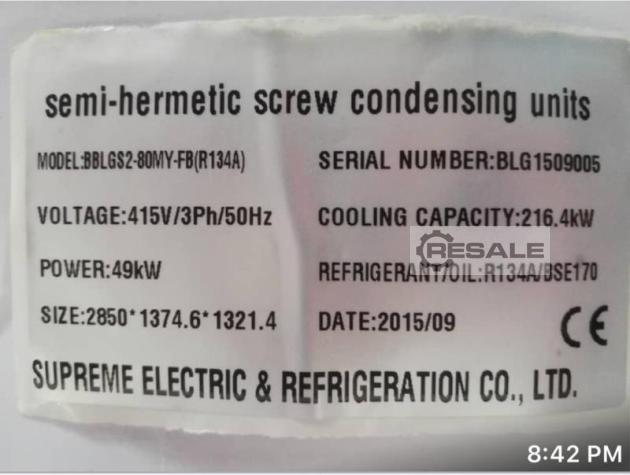 semi-hermetic screw condensing units
MODEL:BBLGS2-80MY-FB(R134A) SERIAL NUMBER:BLG1509005
VOLTAGE:415V/3Ph/50Hz COOLING CAPACITY:216.4kW
RESALE
POWER:49kW REFRIGERANT/OIL:R134A/BSE170
SIZE:2850*1374.6*1321.4 DATE:2015/09 CE
SUPREME ELECTRIC & REFRIGERATION CO., LTD.
8:42 PM